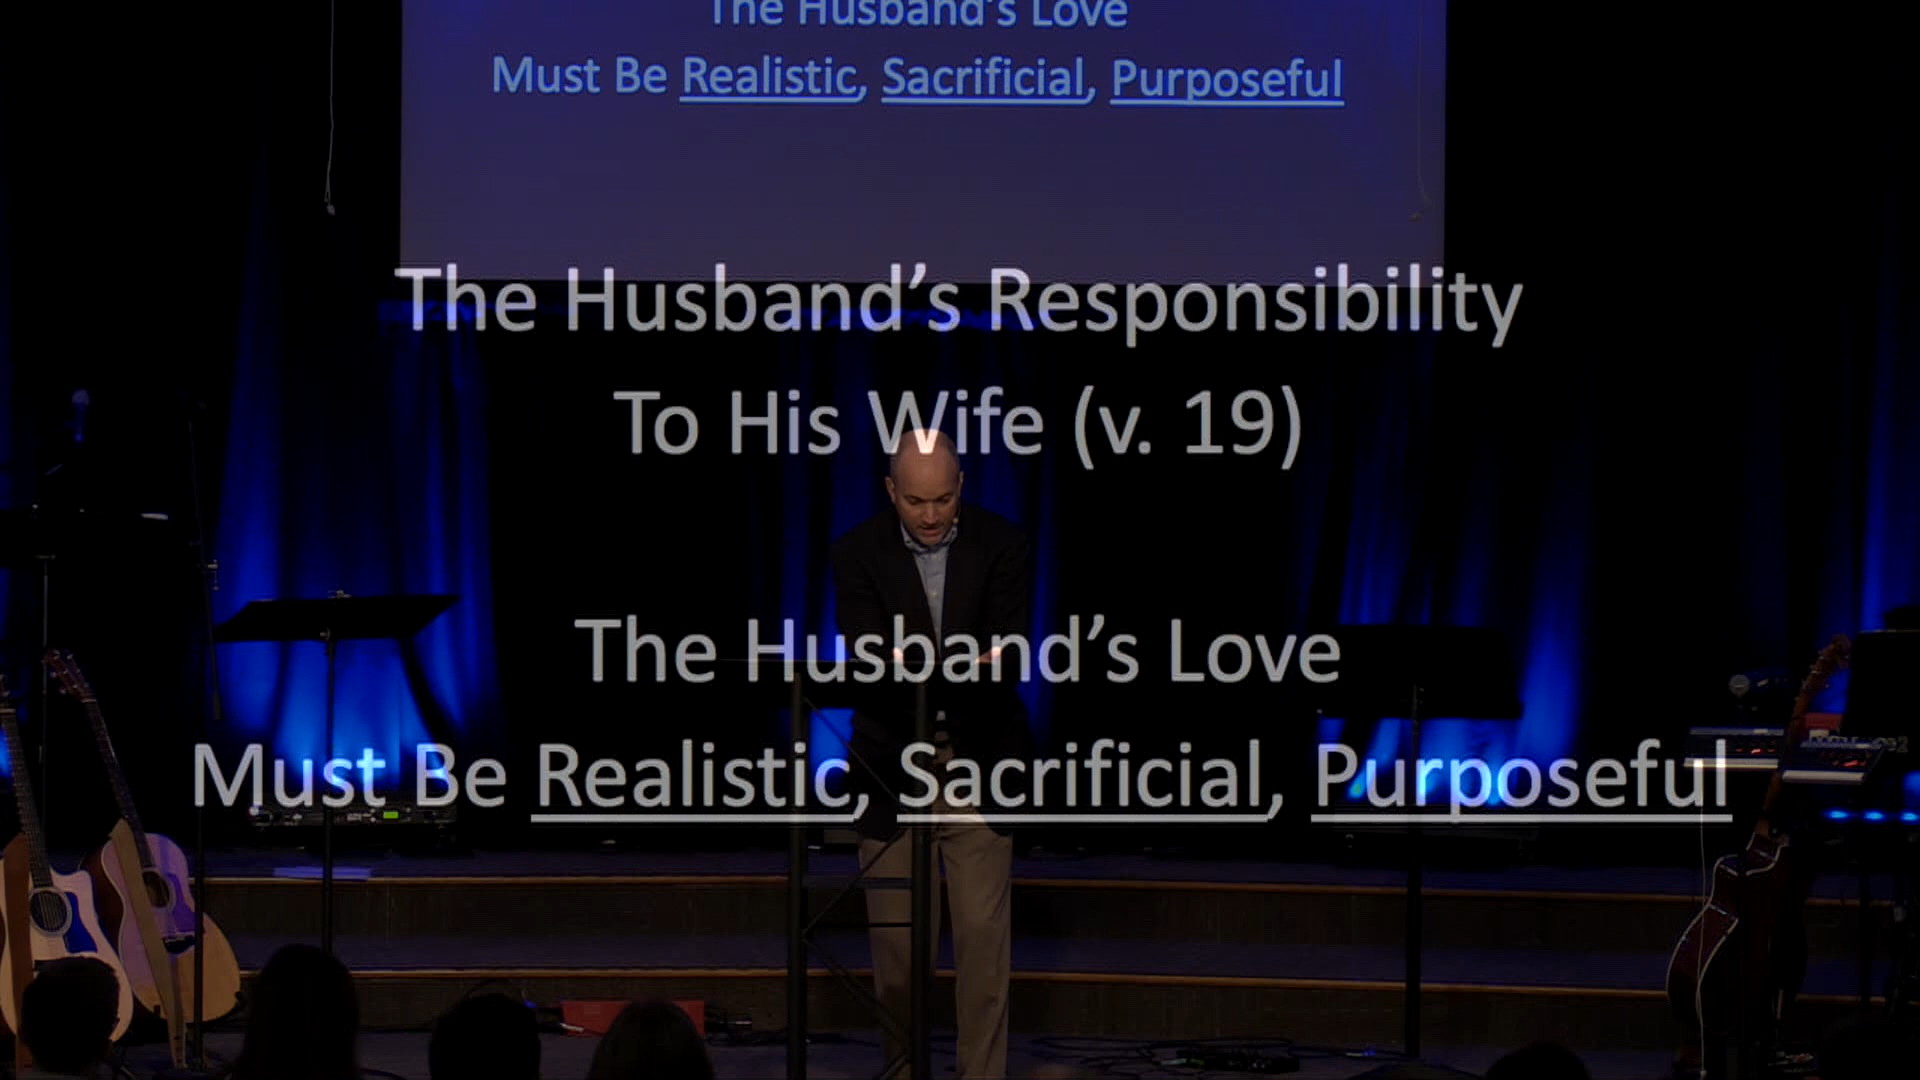 The Husband's Love
Must Be Realistic, Sacrificial, Purposeful
The Husband’s Responsibility
To His Wife (v. 19)
The Husband’s Love
Must Be Realistic, Sacrificial, Purposeful